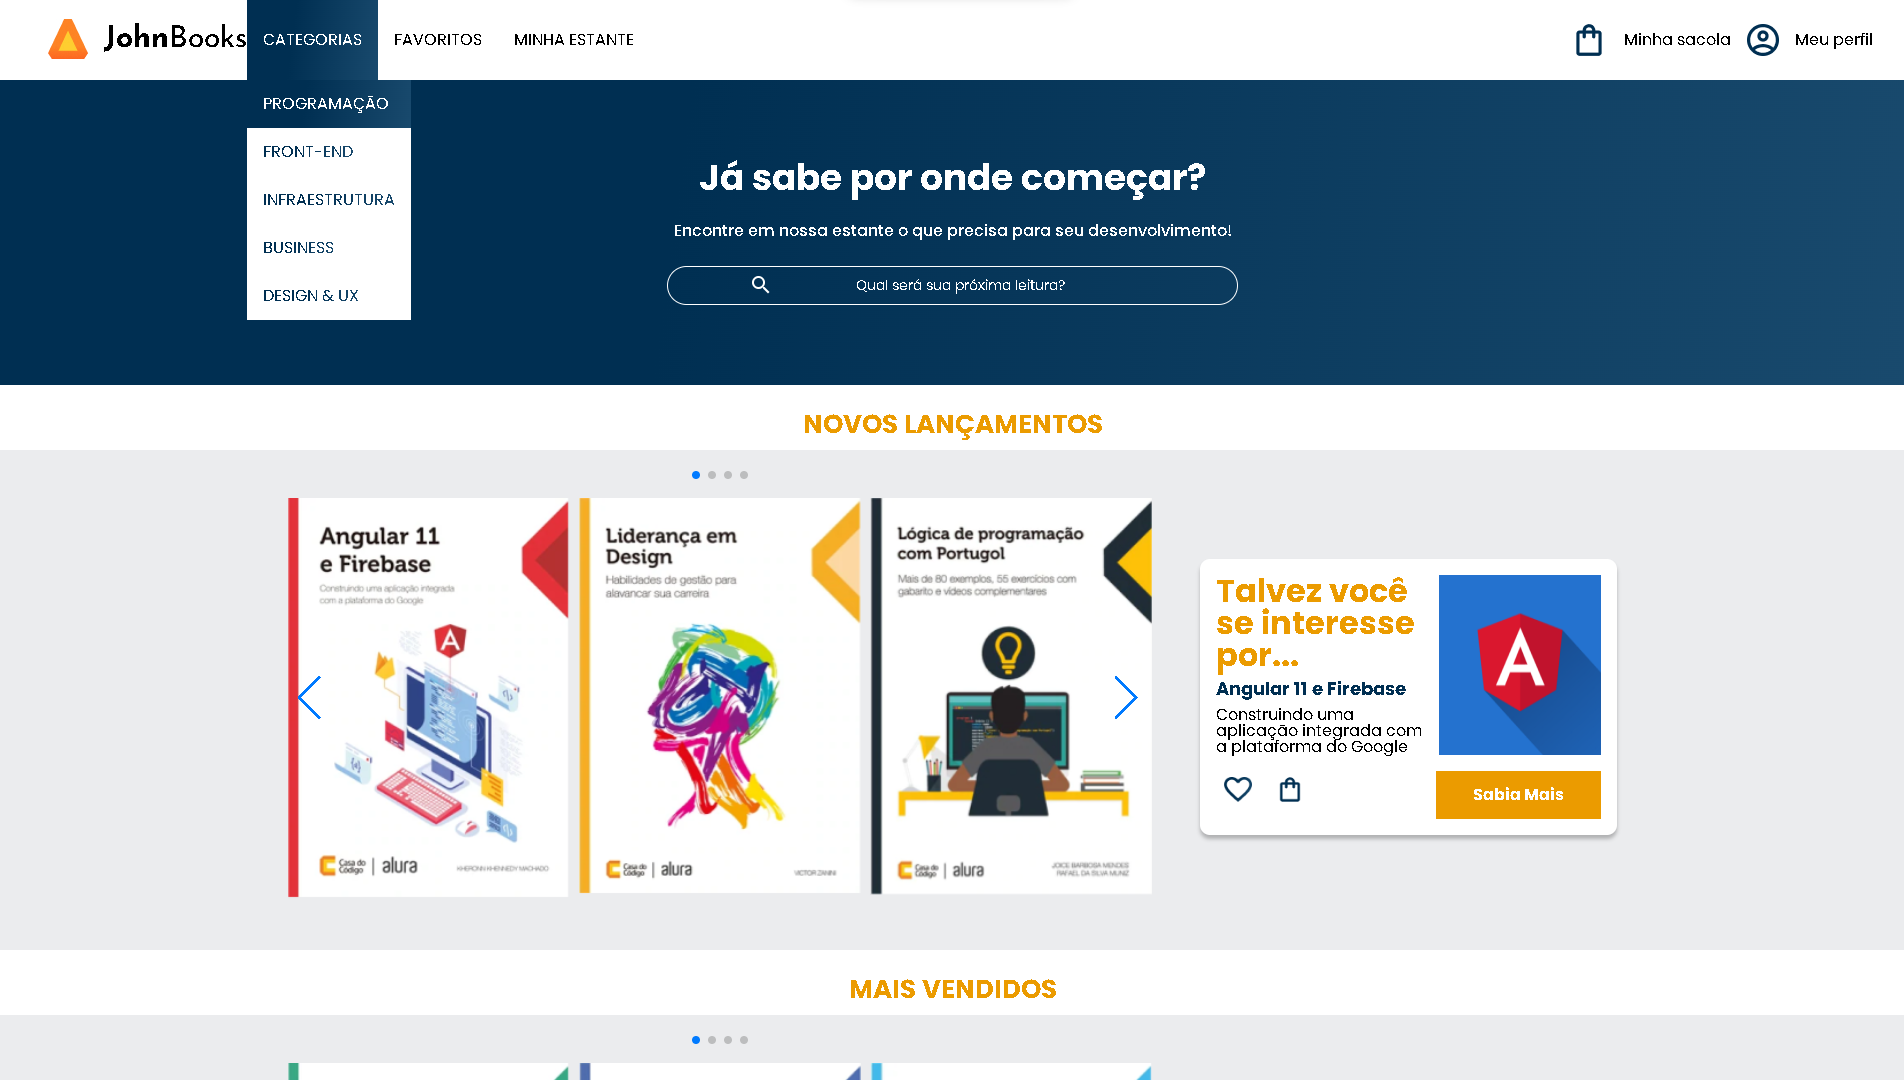 JohnBooks
CATEGORIAS
FAVORITOS
MINHA ESTANTE
Minha sacola
Meu perfil
PROGRAMAÇÃO
FRONT-END
INFRAESTRUTURA
BUSINESS
DESIGN & UX
Já sabe por onde começar?
Encontre em nossa estante o que precisa para seu desenvolvimento!
Qual será sua próxima leitura?
NOVOS LANÇAMENTOS
Angular 11
e Firebase
Construindo uma aplicação integrada
com a plataforma do Google
A
Casa do
Código
alura
KHERONN KHENNEDY MACHADO
Liderança em
Design
Habilidades de gestão para
alavancar sua carreira
Casa do
Código
alura
VICTOR ZANINI
Lógica de programação
com Portugol
Mais de 80 exemplos, 55 exercícios com
gabarito e vídeos complementares
Casa do
Código
alura
JOICE BARBOSA MENDES
RAFAEL DA SILVA MUNIZ
Talvez você
se interesse
por...
Angular 11 e Firebase
Construindo uma
aplicação integrada com
a plataforma do Google
A
Sabia Mais
MAIS VENDIDOS